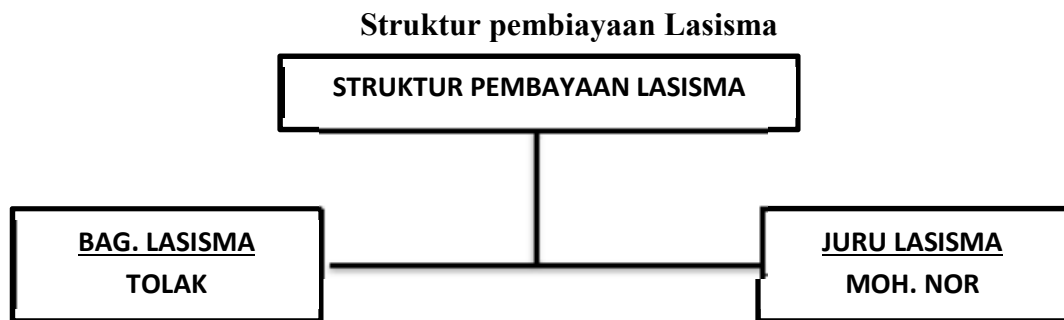 Struktur pembiayaan Lasisma
STRUKTUR PEMBAYAAN LASISMA
BAG. LASISMA
TOLAK
JURU LASISMA
MOH. NOR